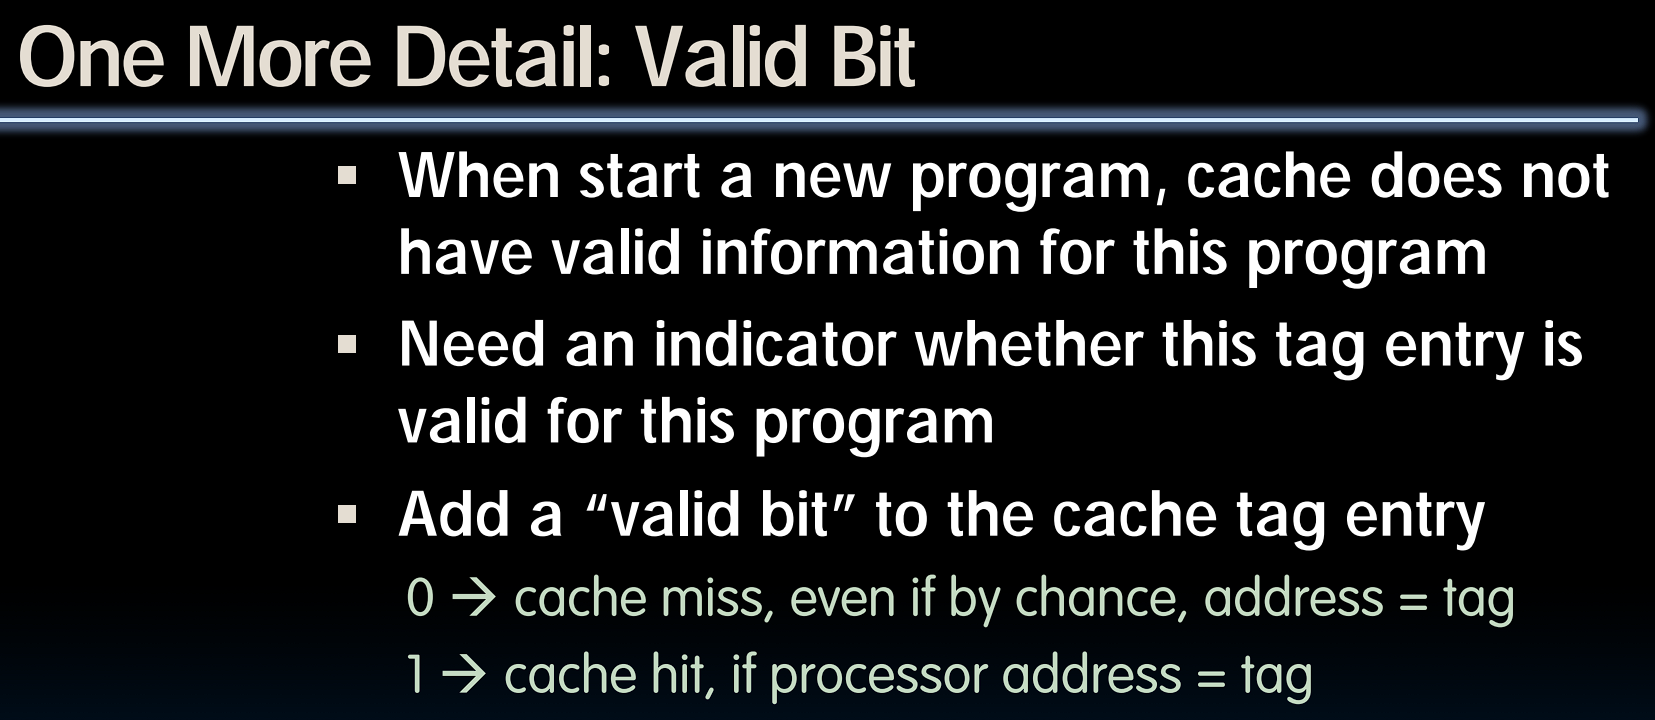 One More Detail: Valid Bit
▪ When start a new program, cache does not
have valid information for this program
▪ Need an indicator whether this tag entry is
valid for this program
▪ Add a “valid bit” to the cache tag entry
0 → cache miss, even if by chance, address = tag
1 → cache hit, if processor address = tag